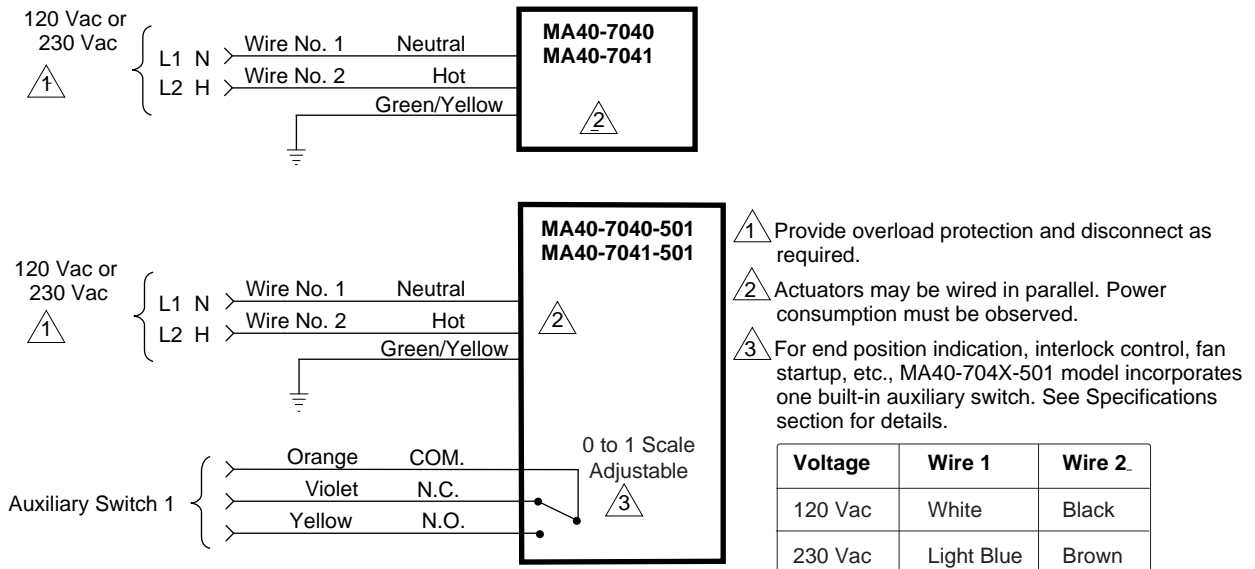 120 Vac or
230 Vac
1
L1 N
L2 H
Wire No. 1 Neutral
Wire No. 2 Hot
Green/Yellow
MA40-7040
MA40-7041
2
120 Vac or
230 Vac
1
L1 N
L2 H
Wire No. 1 Neutral
Wire No. 2 Hot
Green/Yellow
MA40-7040-501
MA40-7041-501
2
Auxiliary Switch 1
Orange COM.
Violet N.C.
Yellow N.O.
0 to 1 Scale
Adjustable
3
1 Provide overload protection and disconnect as
required.
2 Actuators may be wired in parallel. Power
consumption must be observed.
3 For end position indication, interlock control, fan
startup, etc., MA40-704X-501 model incorporates
one built-in auxiliary switch. See Specifications
section for details.
Voltage Wire 1 Wire 2
120 Vac White Black
230 Vac Light Blue Brown